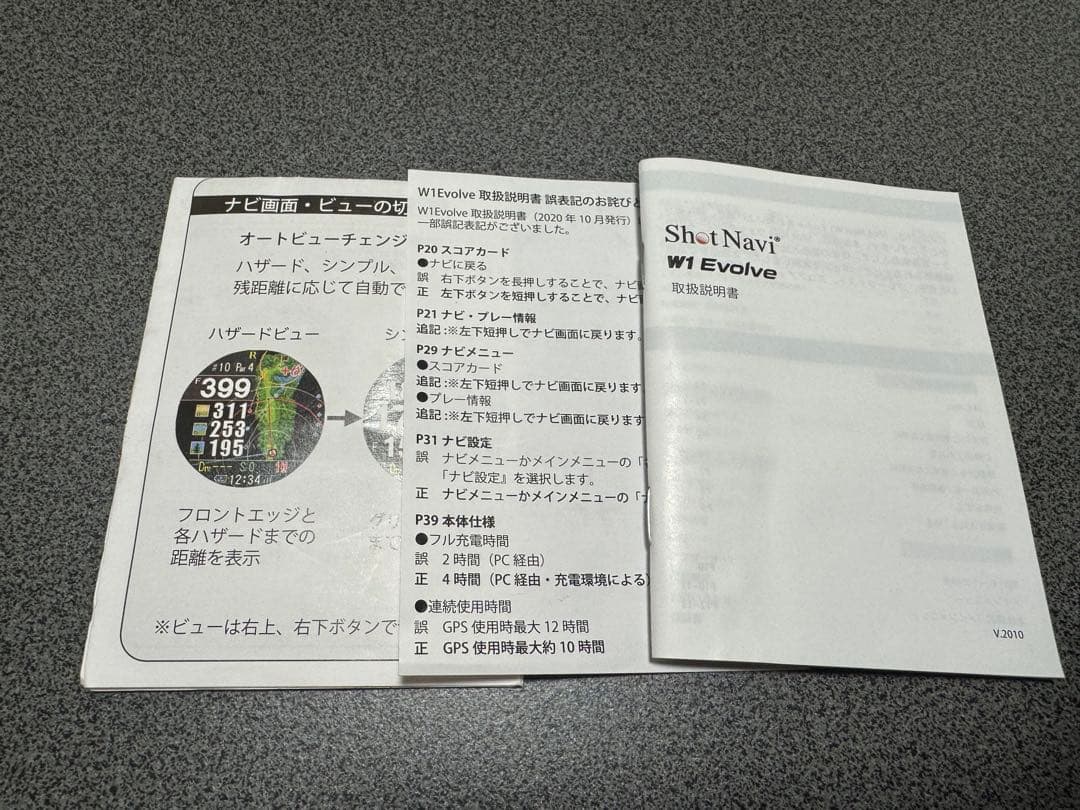 ナビ画面・ビューの切
オートビューチェンジ
ハザード、シンプル、
残距離に応じて自動で
ハザードビュー
シン
#10 Par 4
R
F 399
311
253
195
12:34
フロントエッジと
各ハザードまでの
距離を表示
グリ
まで
※ビューは右上、右下ボタンで
W1Evolve 取扱説明書 誤表記のお詫びと
W1Evolve 取扱説明書（2020 年 10 月発行）
一部誤記表記がございました。
P20 スコアカード
●ナビに戻る
誤 右下ボタンを長押しすることで、ナビ
正 左下ボタンを短押しすることで、ナビ
P21 ナビ・プレー情報
追記:※左下短押しでナビ画面に戻ります。
P29 ナビメニュー
●スコアカード
追記:※左下短押しでナビ画面に戻ります
●プレー情報
追記:※左下短押しでナビ画面に戻ります
P31 ナビ設定
誤 ナビメニューかメインメニューの「
「ナビ設定」を選択します。
正 ナビメニューかメインメニューの「
P39 本体仕様
●フル充電時間
誤 2 時間（PC 経由）
正 4 時間（PC 経由・充電環境による）
●連続使用時間
誤 GPS 使用時最大 12 時間
正 GPS 使用時最大約 10 時間
Shot Navi®
W1 Evolve
取扱説明書
V.2010